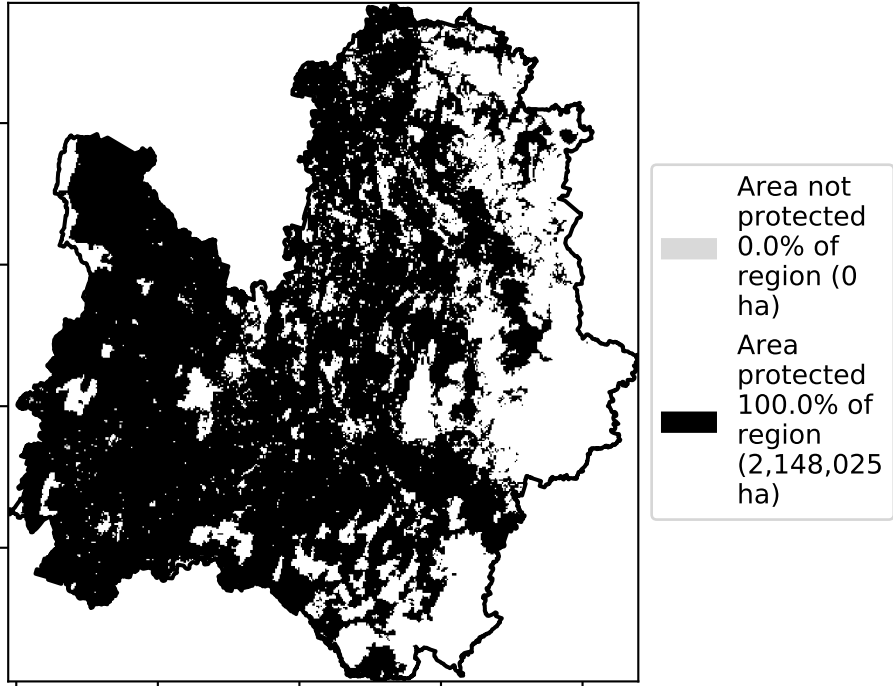 Area not
protected
0.0% of
region (0
ha)
Area
protected
100.0% of
region
(2,148,025
ha)